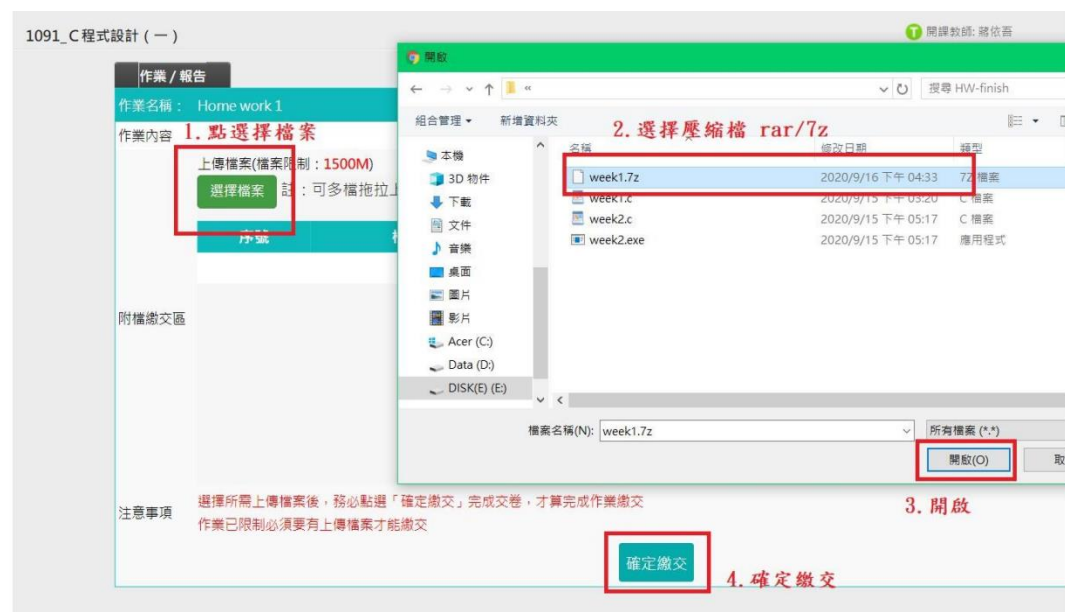 1091_C程式設計(一)
開課教師: 蔣依吾
作業/報告
作業名稱: Home work 1
作業內容
1.點選擇檔案
上傳檔案(檔案限制:1500M)
選擇檔案 註:可多檔拖拉上
序號
附檔繳交區
開啟
«
搜尋 HW-finish
組合管理
新增資料夾
2.選擇壓縮檔 rar/7z
名稱 修改日期 類型
本機
3D 物件
下載
文件
音樂
桌面
圖片
影片
Acer (C:)
Data (D:)
DISK(E) (E:)
week1.7z 2020/9/16 下午 04:33 7Z 檔案
week1.c 2020/9/15 下午 03:20 C 檔案
week2.c 2020/9/15 下午 05:17 C 檔案
week2.exe 2020/9/15 下午 05:17 應用程式
檔案名稱(N): week1.7z
所有檔案 (*.*)
開啟(O)
取
3.開啟
注意事項
選擇所需上傳檔案後,務必點選「確定繳交」完成交卷,才算完成作業繳交
作業已限制必須要有上傳檔案才能繳交
確定繳交
4.確定繳交